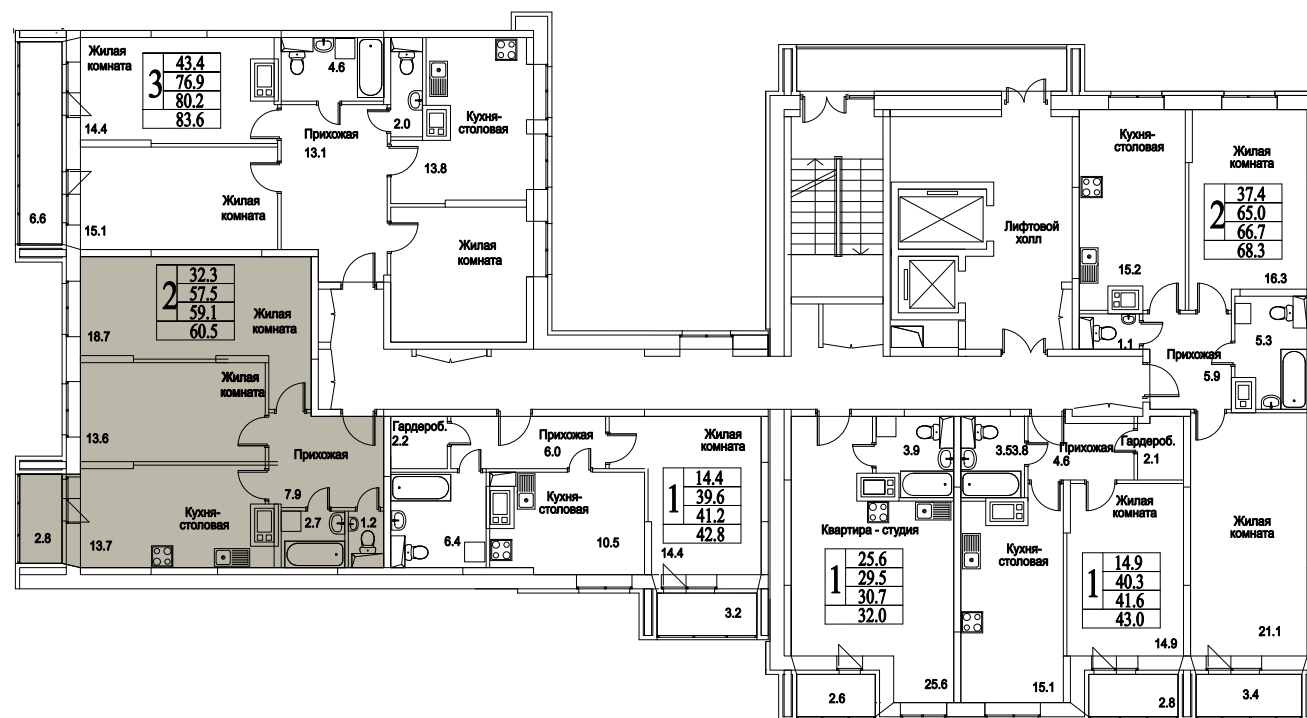 Жилая
комната
3
43.4
76.9
80.2
83.6
14.4
4.6
2.0
Прихожая
13.1
Кухня-
столовая
13.8
Жилая
комната
15.1
6.6
Жилая
комната
2
32.3
57.5
59.1
60.5
Жилая
комната
18.7
Жилая
комната
13.6
Прихожая
7.9
Кухня-
столовая
2.8
13.7
2.7
1.2
Гардероб.
2.2
Прихожая
6.0
Жилая
комната
1
14.4
39.6
41.2
42.8
Кухня-
столовая
6.4
10.5
14.4
3.2
Лифтовой
холл
Кухня-
столовая
15.2
Жилая
комната
2
37.4
65.0
66.7
68.3
16.3
1.1
Прихожая
5.9
5.3
3.9
Квартира - студия
1
25.6
29.5
30.7
32.0
2.6
25.6
3.53.8
Прихожая
4.6
Гардероб.
2.1
Жилая
комната
Кухня-
столовая
1
14.9
40.3
41.6
43.0
14.9
15.1
2.8
Жилая
комната
21.1
3.4